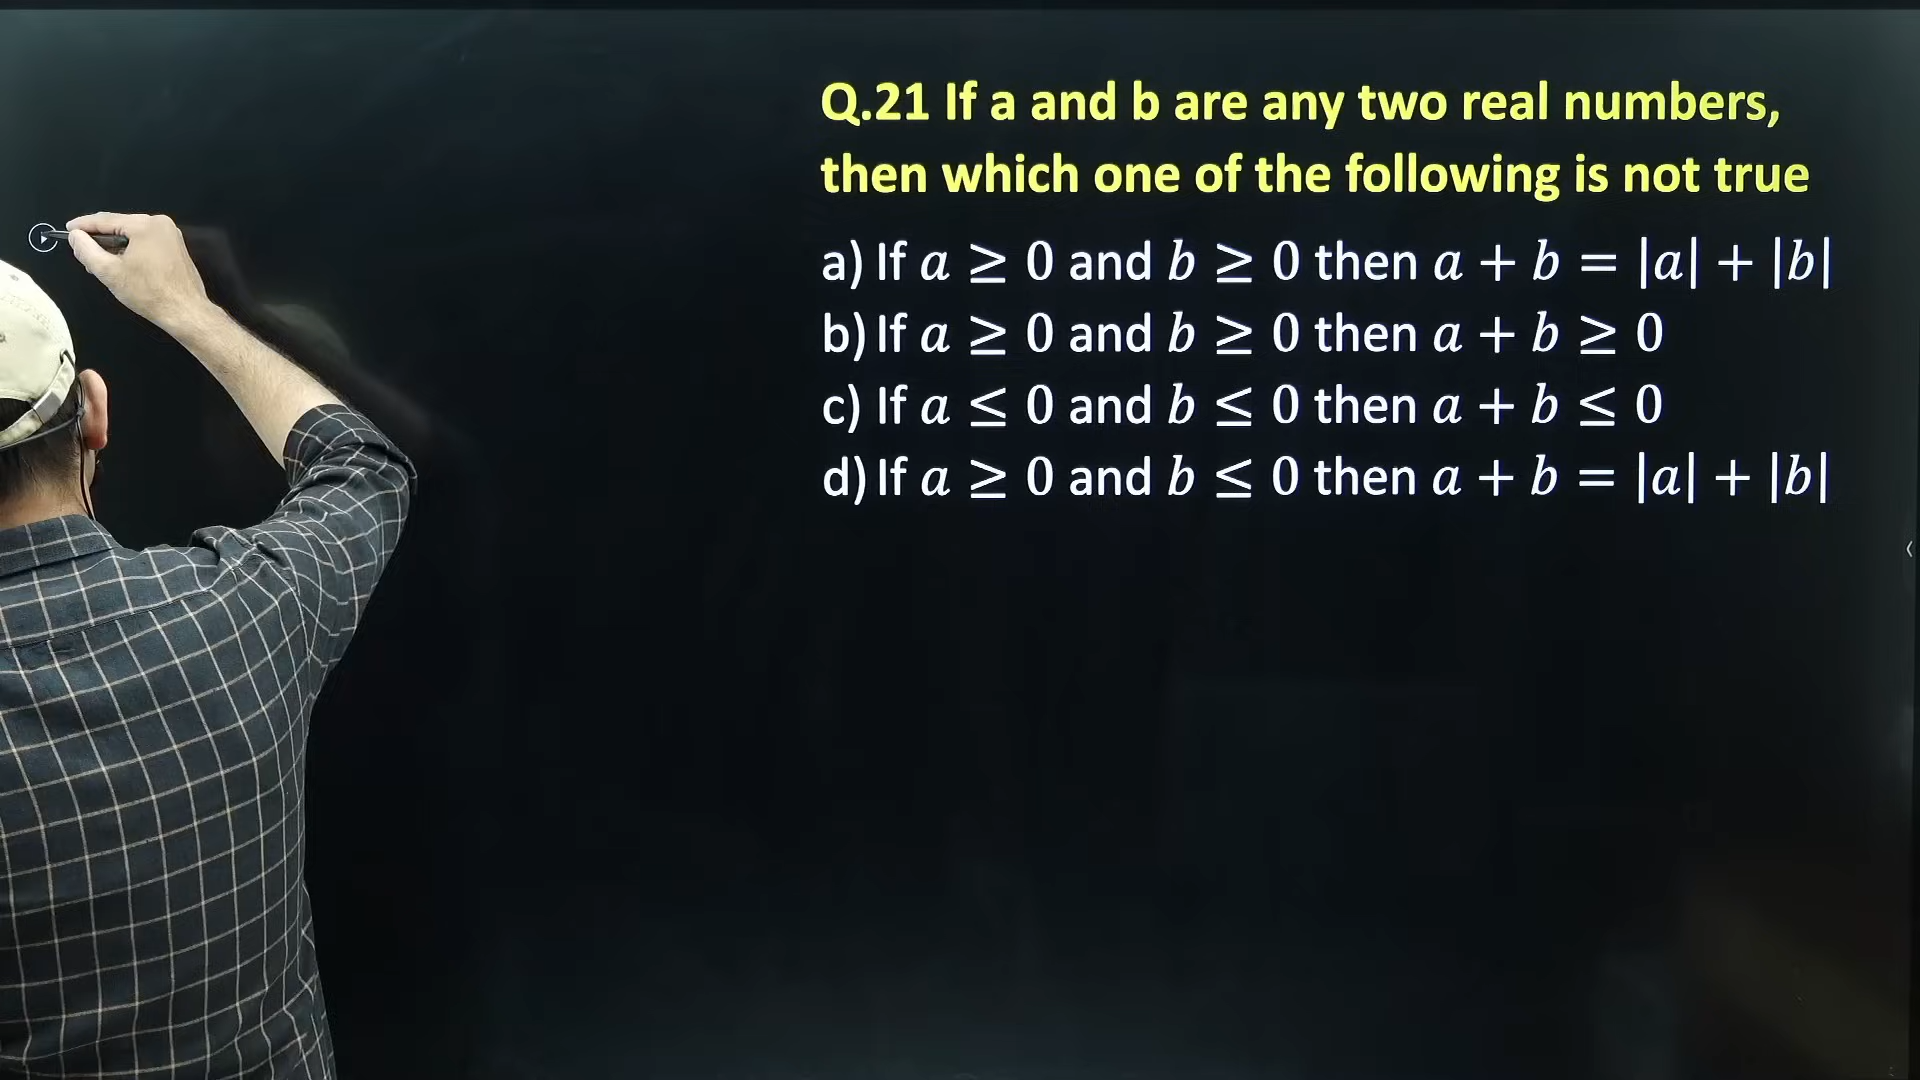 Q.21 If a and b are any two real numbers,
then which one of the following is not true
a) If a ≥ 0 and b ≥ 0 then a + b = |a| + |b|
b) If a ≥ 0 and b ≥ 0 then a + b ≥ 0
c) If a ≤ 0 and b ≤ 0 then a + b ≤ 0
d) If a ≥ 0 and b ≤ 0 then a + b = |a| + |b|